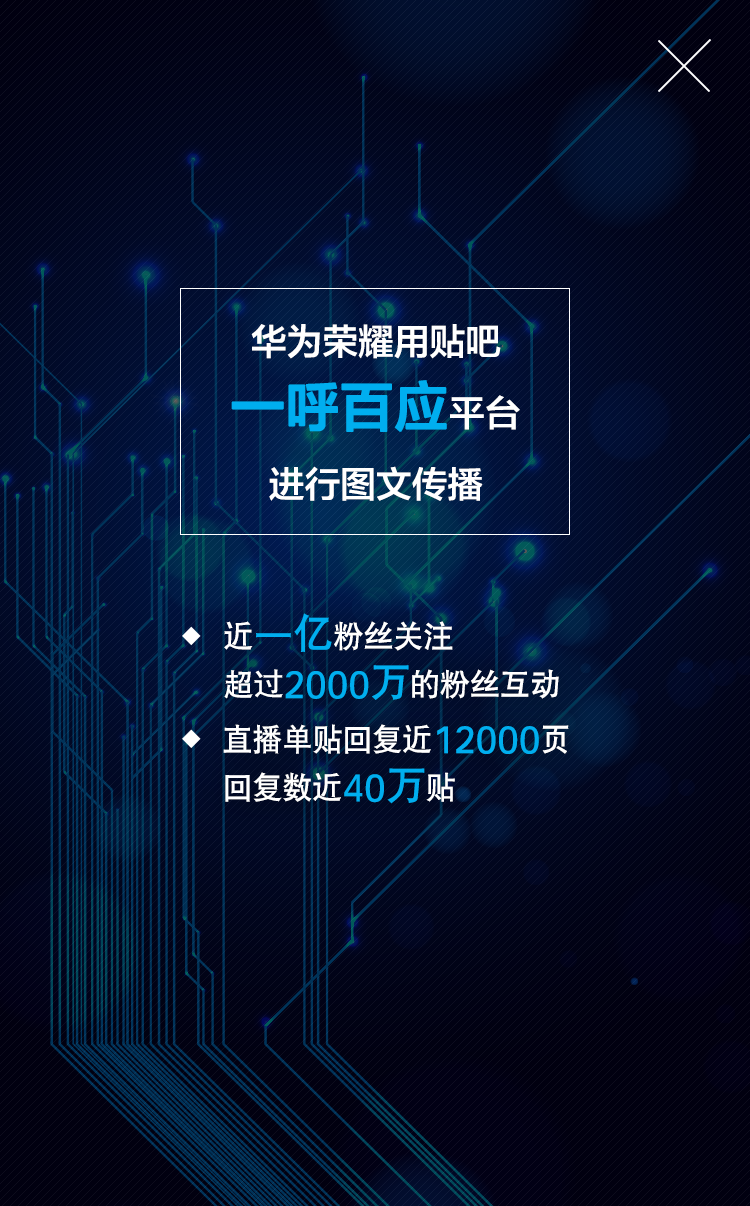 华为荣耀用贴吧
一呼百应平台
进行图文传播
近一亿粉丝关注
超过2000万的粉丝互动
直播单贴回复近12000页
回复数近40万贴